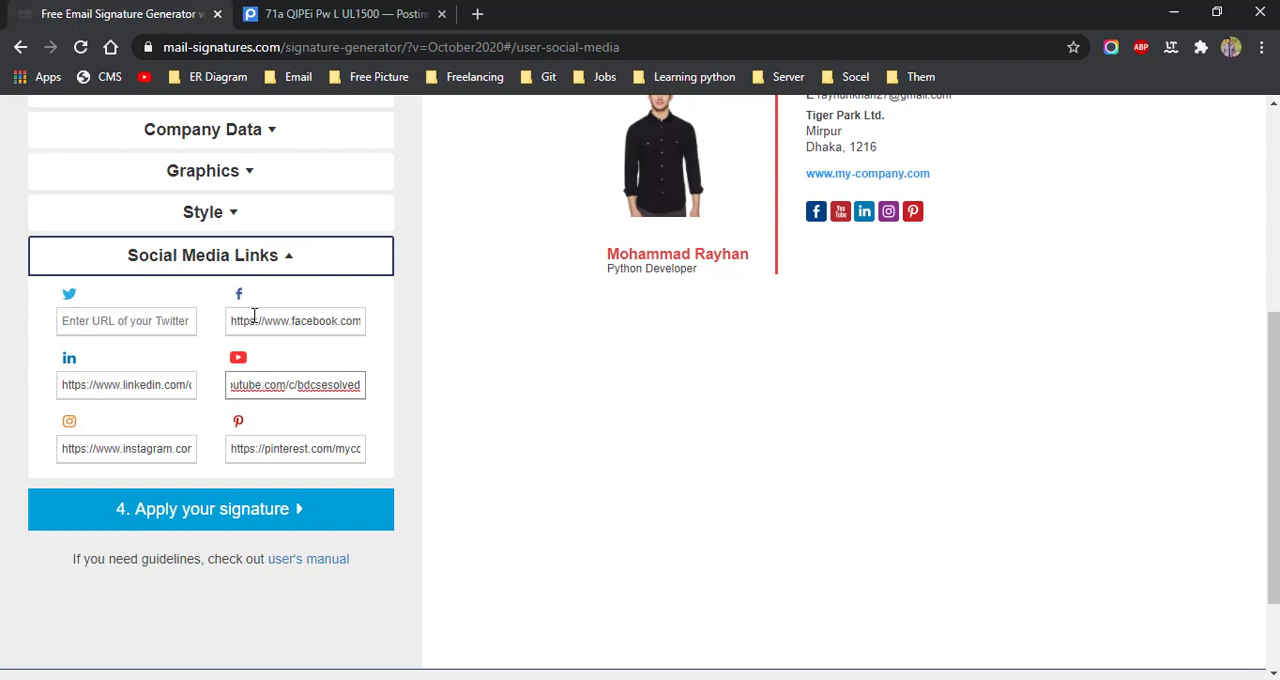 Free Email Signature Generator
71a QIPEi Pw L UL1500 — Postim
mail-signatures.com/signature-generator/?v=October2020#/user-social-media
ABP
Apps CMS ER Diagram Email Free Picture Freelancing Git Jobs Learning python Server Socel Them
Company Data
Graphics
Style
Social Media Links
Enter URL of your Twitter
https://www.facebook.com
https://www.linkedin.com/c
outube.com/c/bdcsesolved
https://www.instagram.cor
https://pinterest.com/mycc
4. Apply your signature
If you need guidelines, check out user's manual
Mohammad Rayhan
Python Developer
Tiger Park Ltd.
Mirpur
Dhaka, 1216
www.my-company.com
You Tube